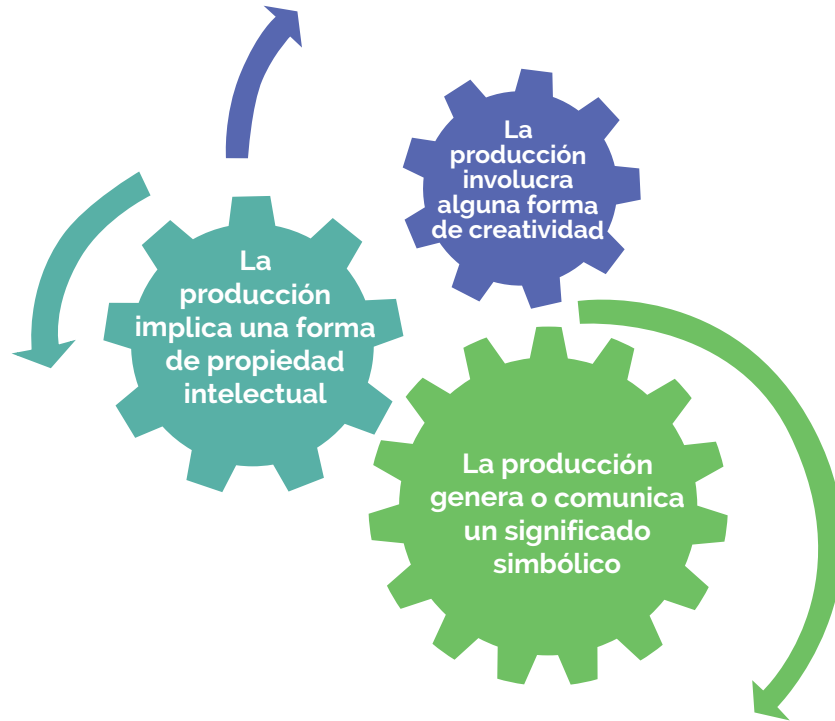 La
producción
involucra
alguna forma
de creatividad
La
producción
implica una forma
de propiedad
intelectual
La producción
genera o comunica
un significado
simbólico